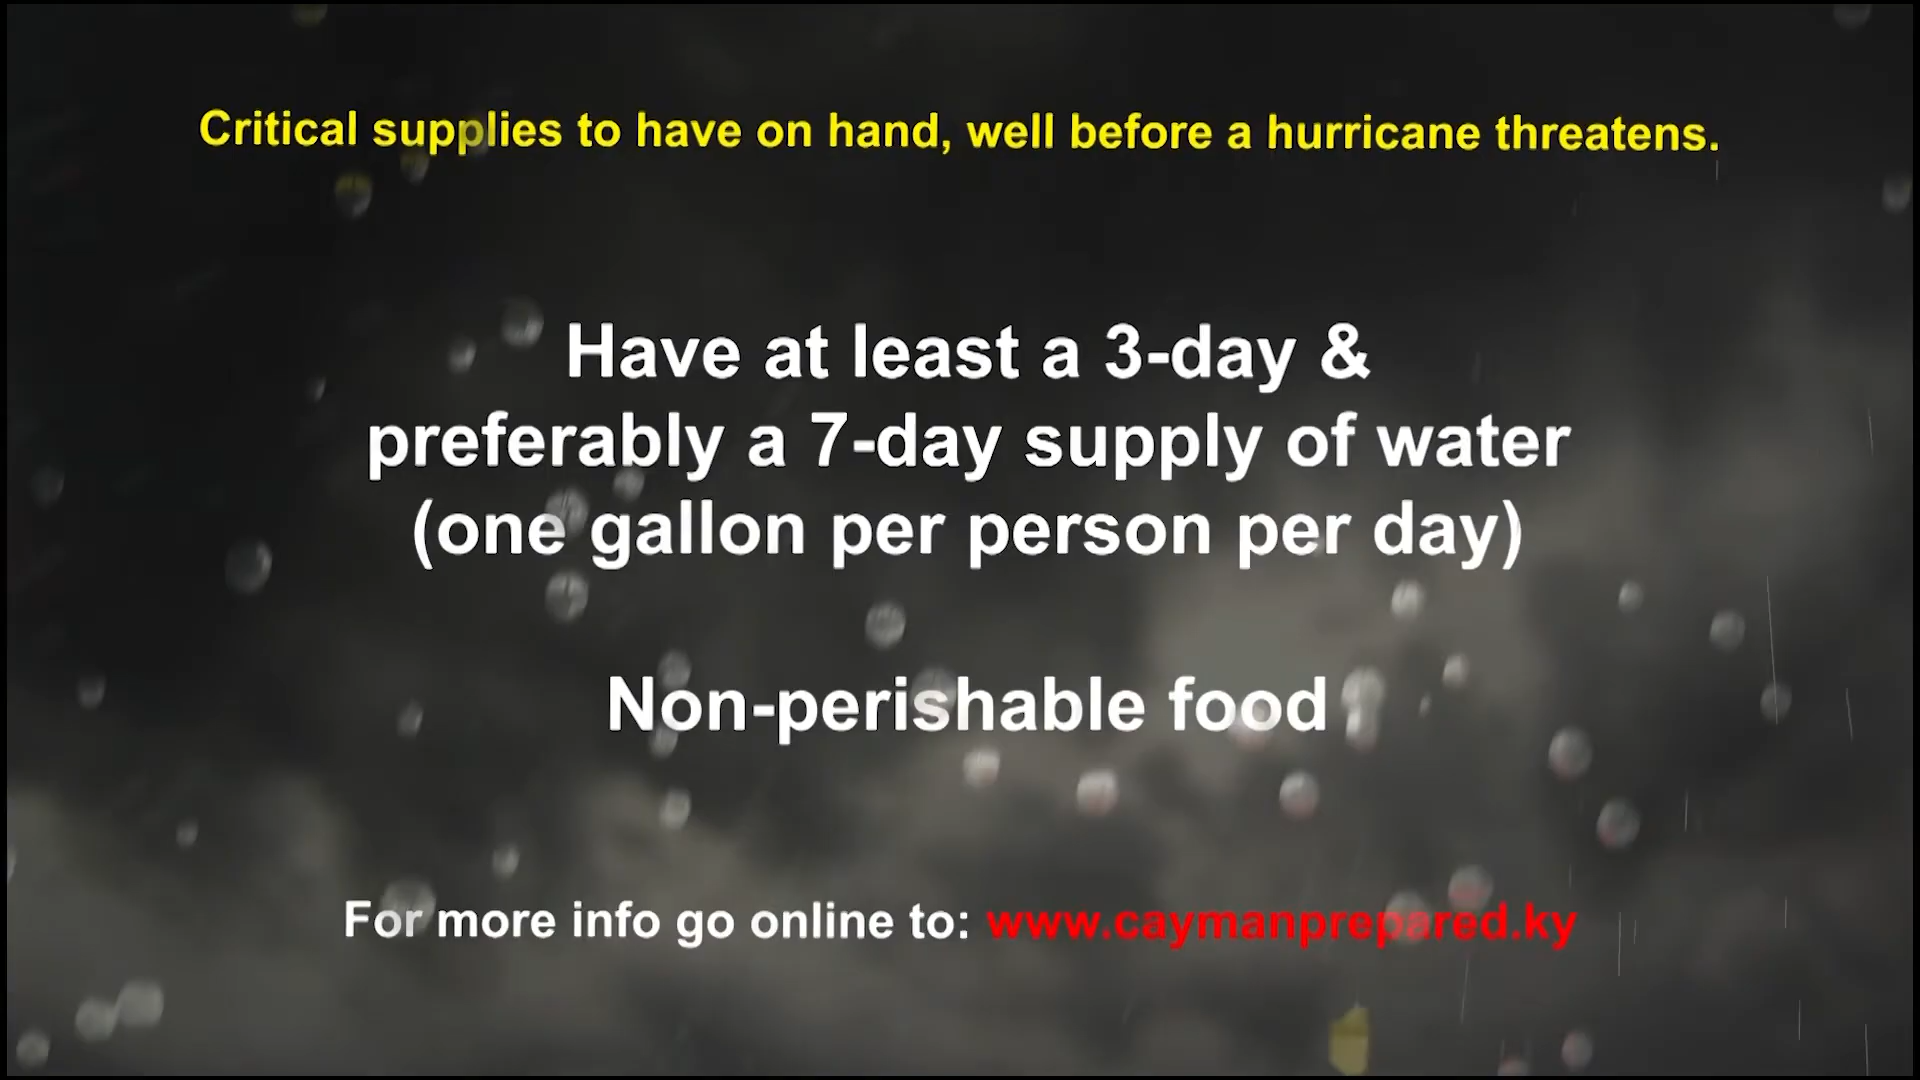 Critical supplies to have on hand, well before a hurricane threatens.
Have at least a 3-day &
preferably a 7-day supply of water
(one gallon per person per day)
Non-perishable food
For more info go online to: www.caymanprepared.ky